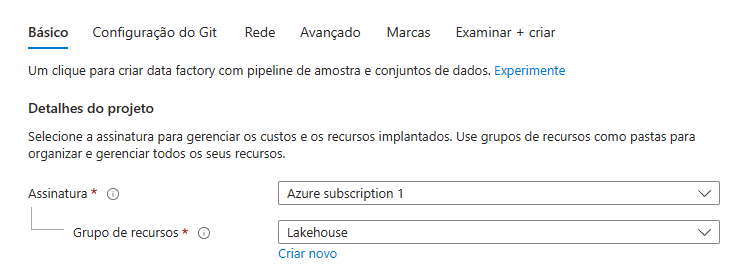 Básico Configuração do Git Rede Avançado Marcas Examinar + criar
Um clique para criar data factory com pipeline de amostra e conjuntos de dados. Experimente
Detalhes do projeto
Selecione a assinatura para gerenciar os custos e os recursos implantados. Use grupos de recursos como pastas para
organizar e gerenciar todos os seus recursos.
Assinatura * Azure subscription 1
Grupo de recursos * Lakehouse
Criar novo